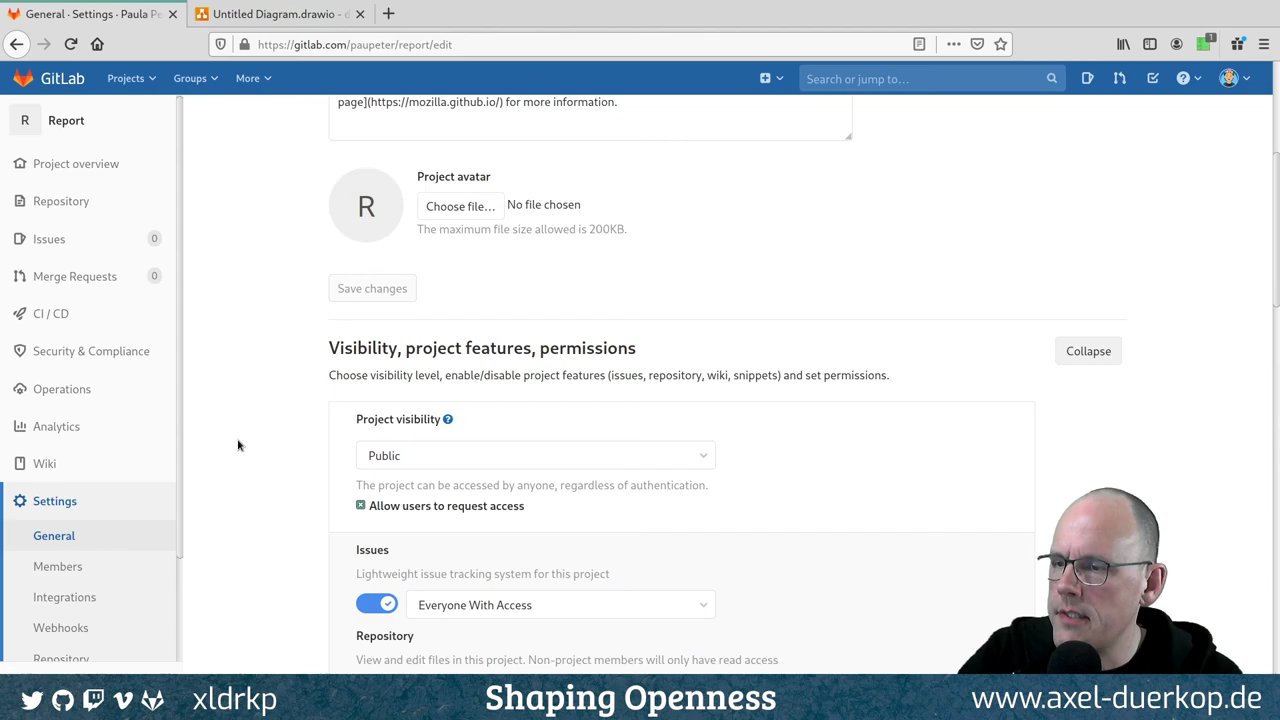 General · Settings · Paula Pe
Untitled Diagram.drawio - d
https://gitlab.com/paupeter/report/edit
1
GitLab
Projects
Groups
More
Search or jump to…
R
Report
Project overview
Repository
Issues
0
Merge Requests
0
CI / CD
Security & Compliance
Operations
Analytics
Wiki
Settings
General
Members
Integrations
Webhooks
Repository
page](https://mozilla.github.io/) for more information.
R
Project avatar
Choose file…
No file chosen
The maximum file size allowed is 200KB.
Save changes
Visibility, project features, permissions
Collapse
Choose visibility level, enable/disable project features (issues, repository, wiki, snippets) and set permissions.
Project visibility
Public
The project can be accessed by anyone, regardless of authentication.
Allow users to request access
Issues
Lightweight issue tracking system for this project
Everyone With Access
Repository
View and edit files in this project. Non-project members will only have read access
xldrkp
Shaping Openness
www.axel-duerkop.de